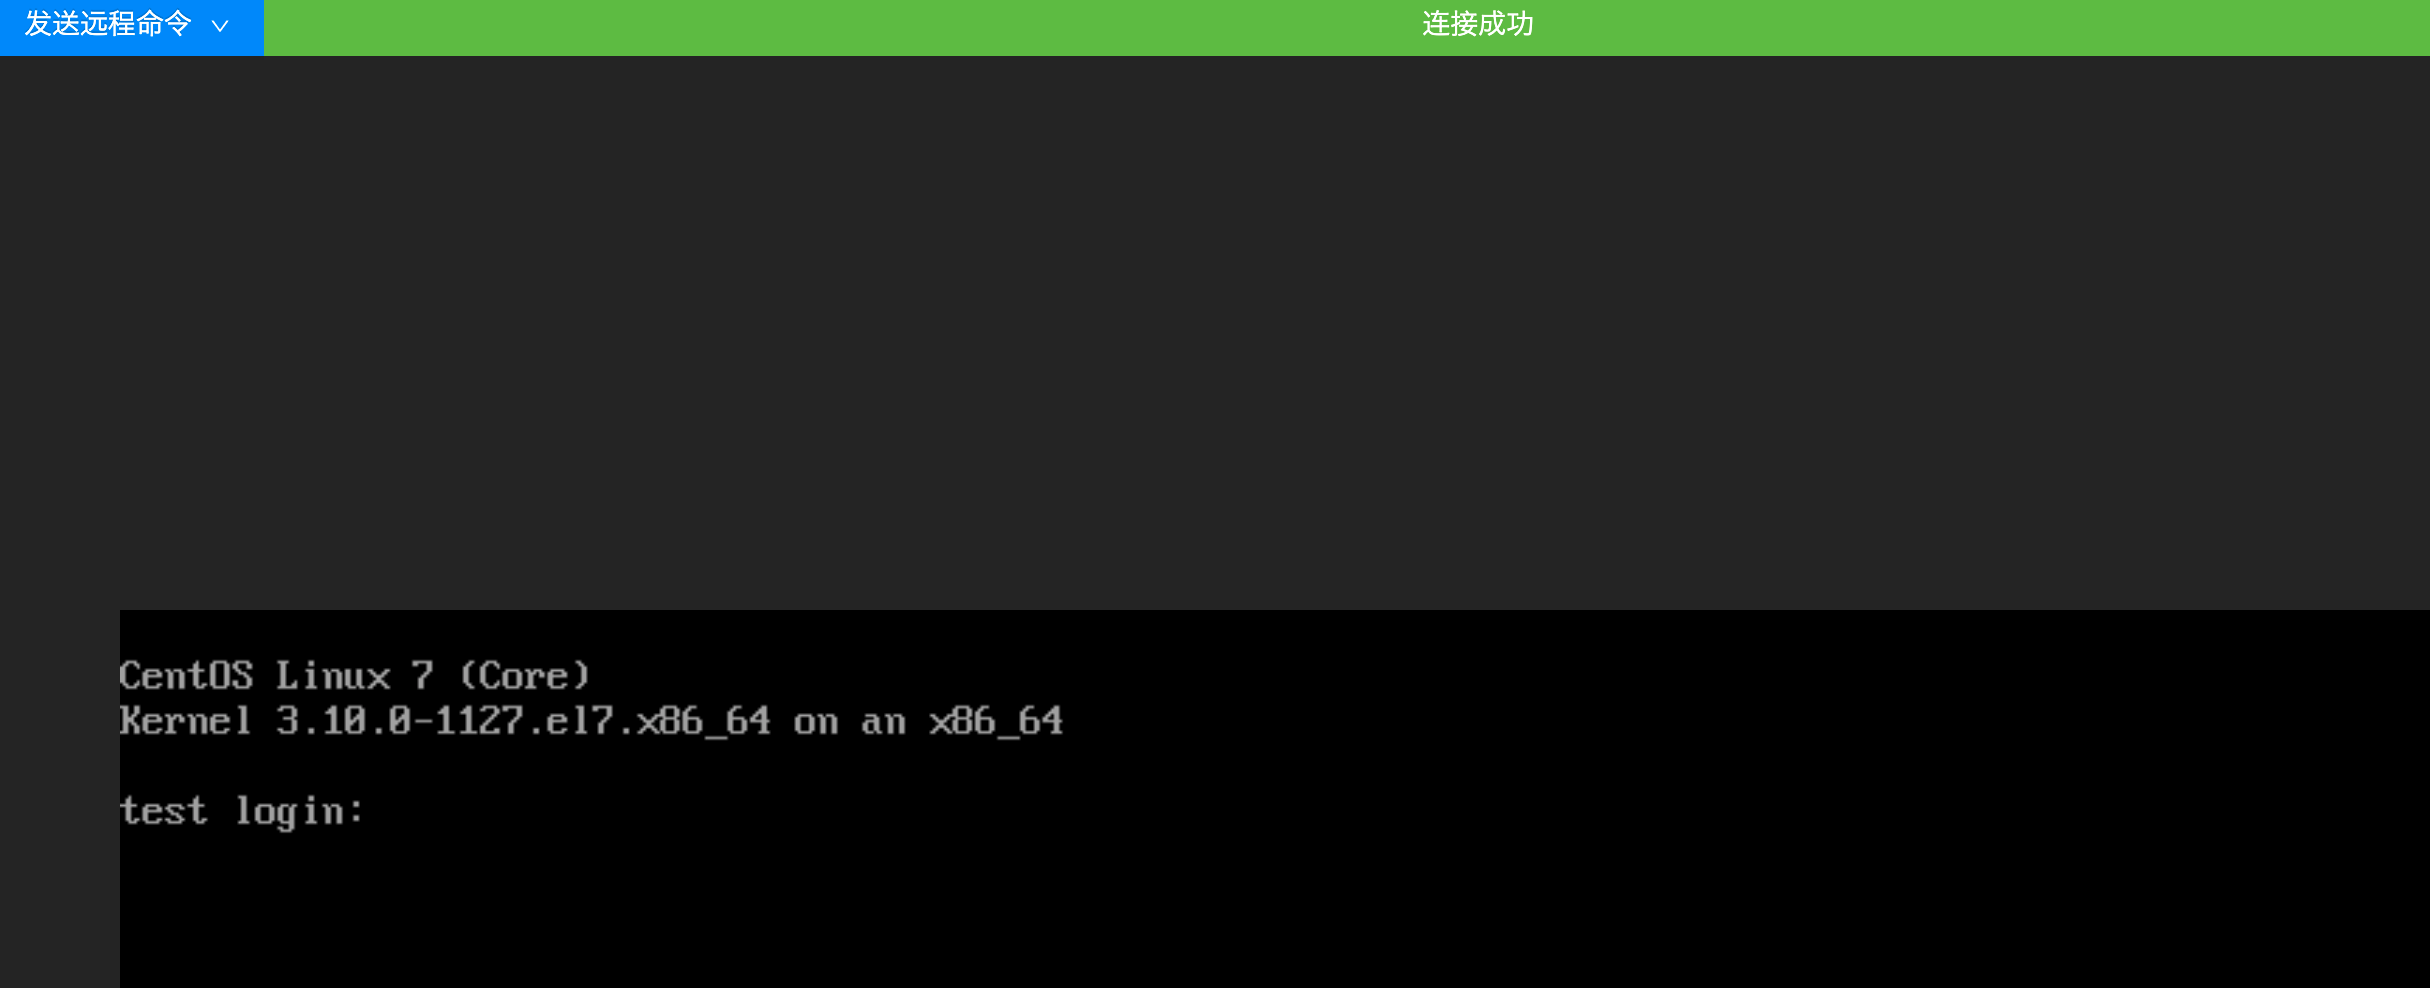 发送远程命令
连接成功
CentOS Linux 7 (Core)
Kernel 3.10.0-1127.el7.x86_64 on an x86_64
test login: